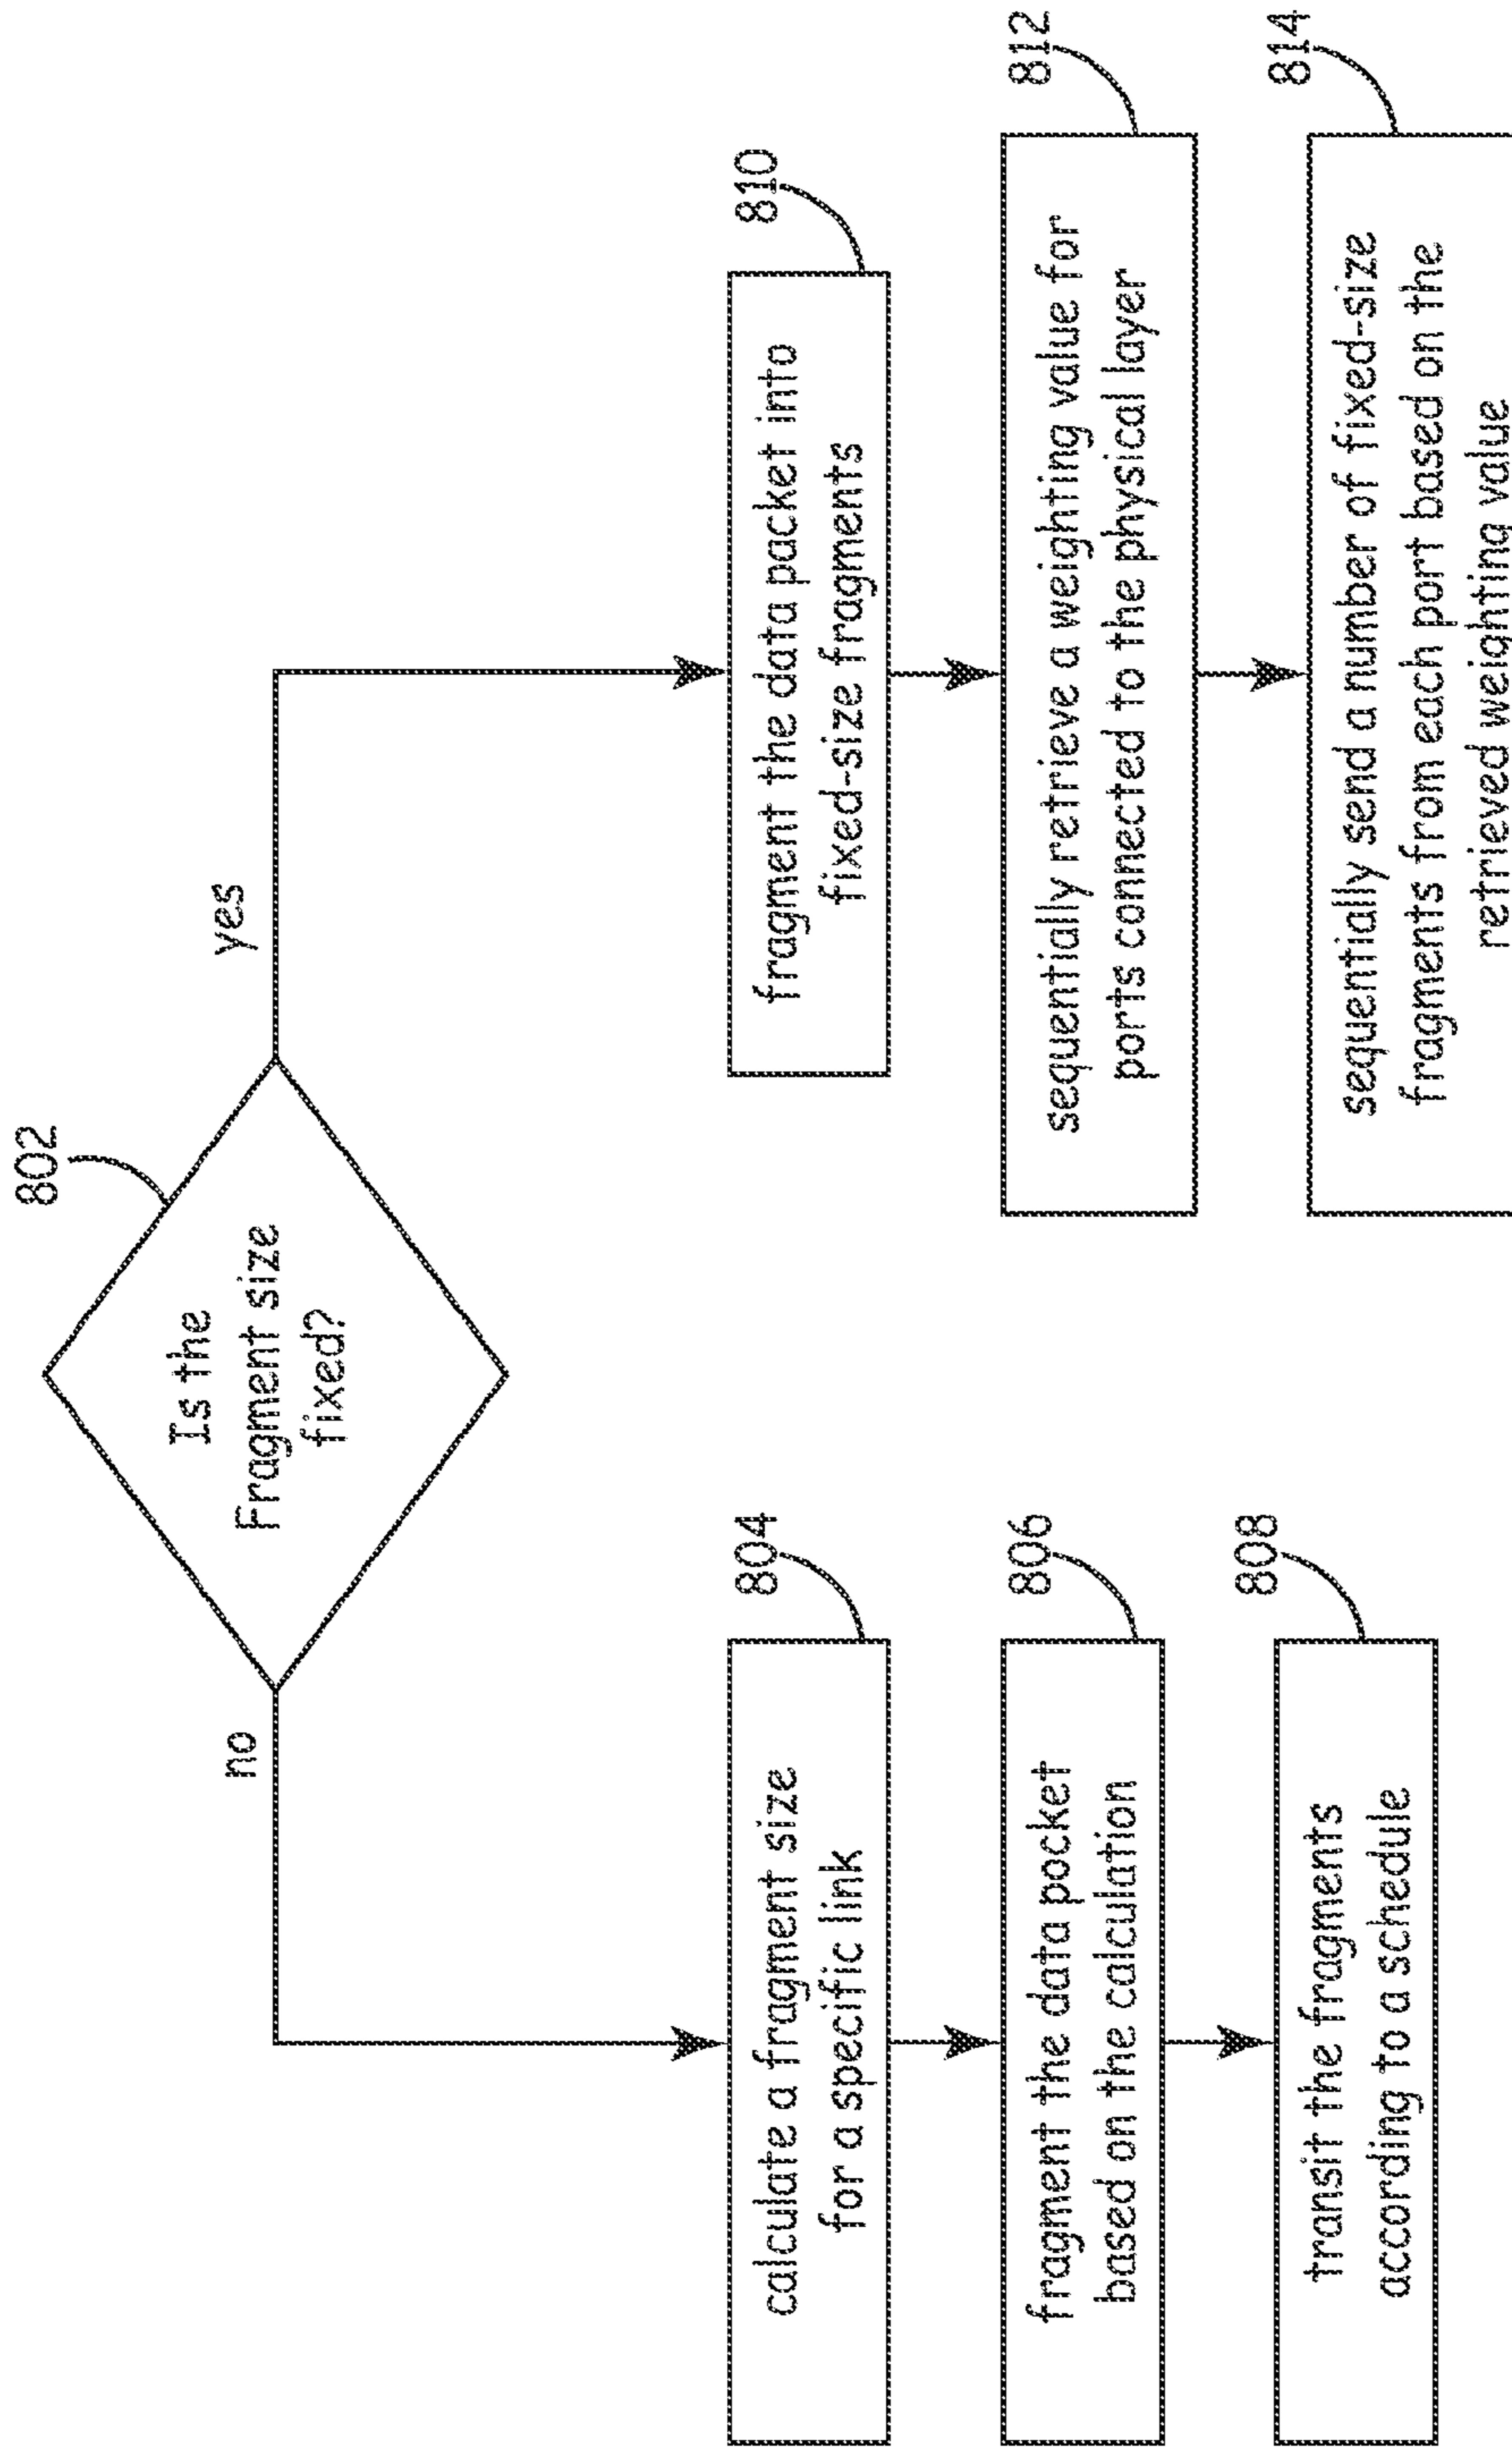 802
Is the
Fragment size
fixed?
no
yes
804
calculate a fragment size
for a specific link
806
fragment the data pocket
based on the calculation
808
transit the fragments
according to a schedule
810
fragment the data packet into
fixed-size fragments
812
sequentially retrieve a weighting value for
ports connected to the physical layer
814
sequentially send a number of fixed-size
fragments from each port based on the
retrieved weighting value